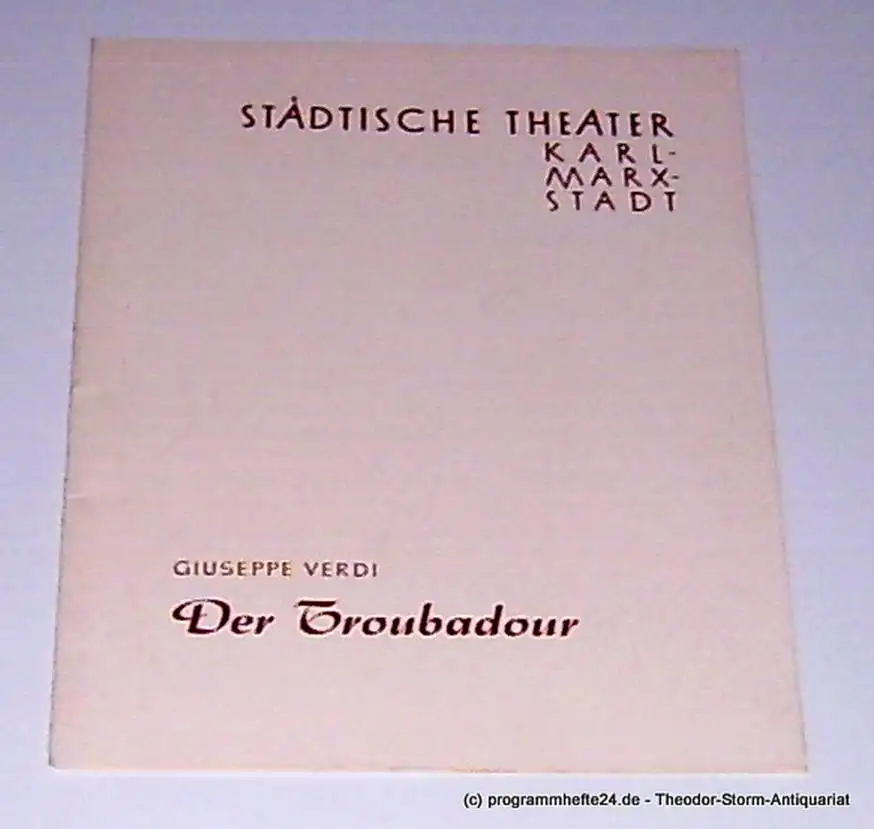 STÄDTISCHE THEATER
KARL-
MARX-
STADT
GIUSEPPE VERDI
Der Troubadour
(c) programmhefte24.de - Theodor-Storm-Antiquariat